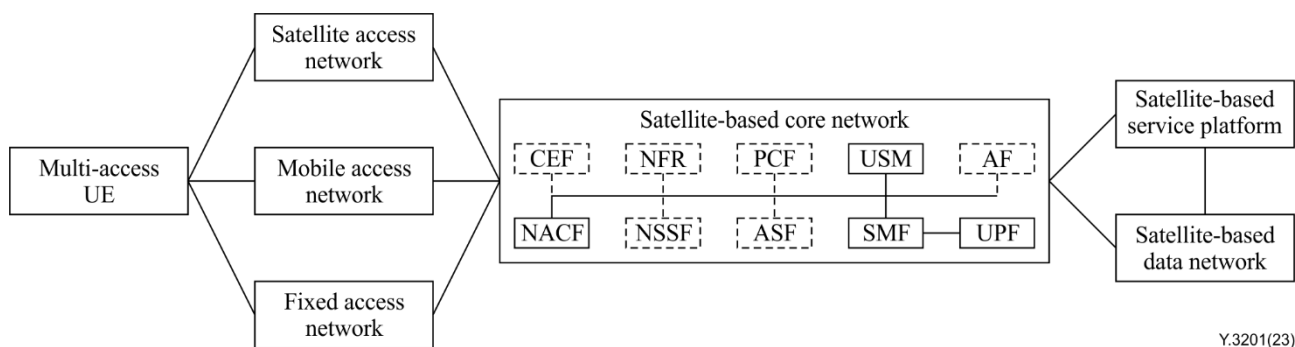 Satellite access
network
Multi-access
UE
Mobile access
network
Fixed access
network
Satellite-based core network
CEF
NFR
PCF
USM
AF
NACF
NSSF
ASF
SMF
UPF
Satellite-based
service platform
Satellite-based
data network
Y.3201(23)